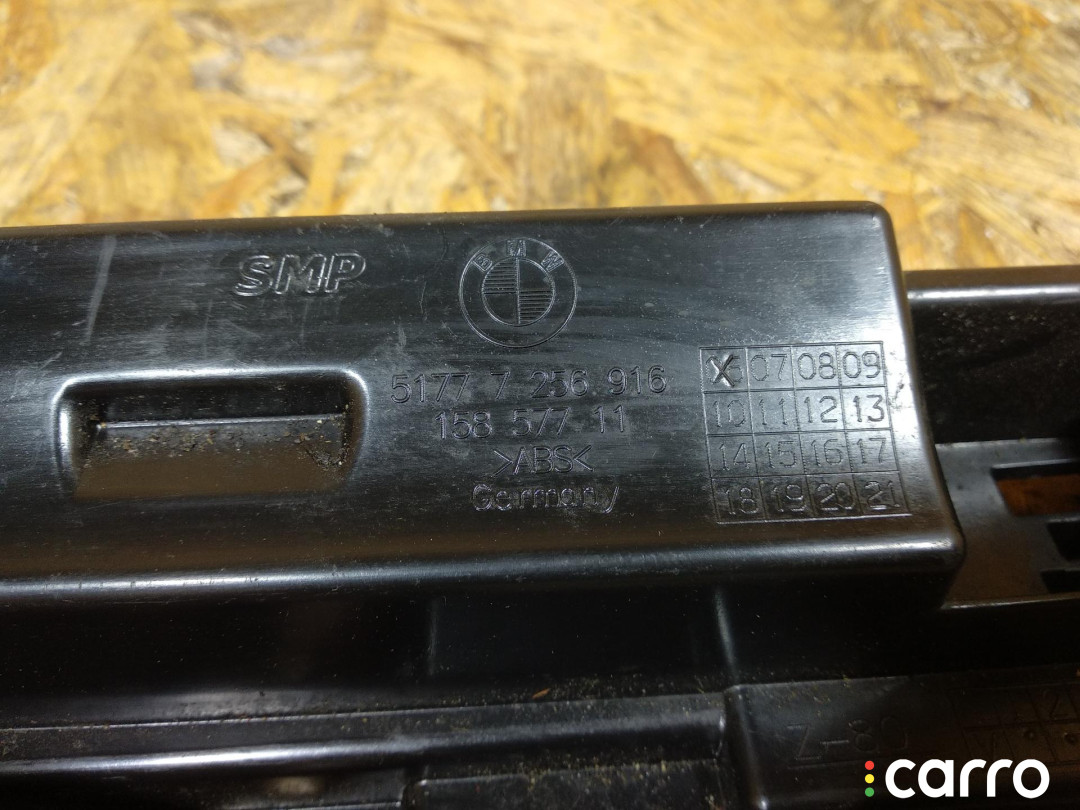 SMP
BMW
5177 7 256 916
158 577 11
>ABS<
Germany
07 08 09
10 11 12 13
14 15 16 17
18 19 20 21
carro